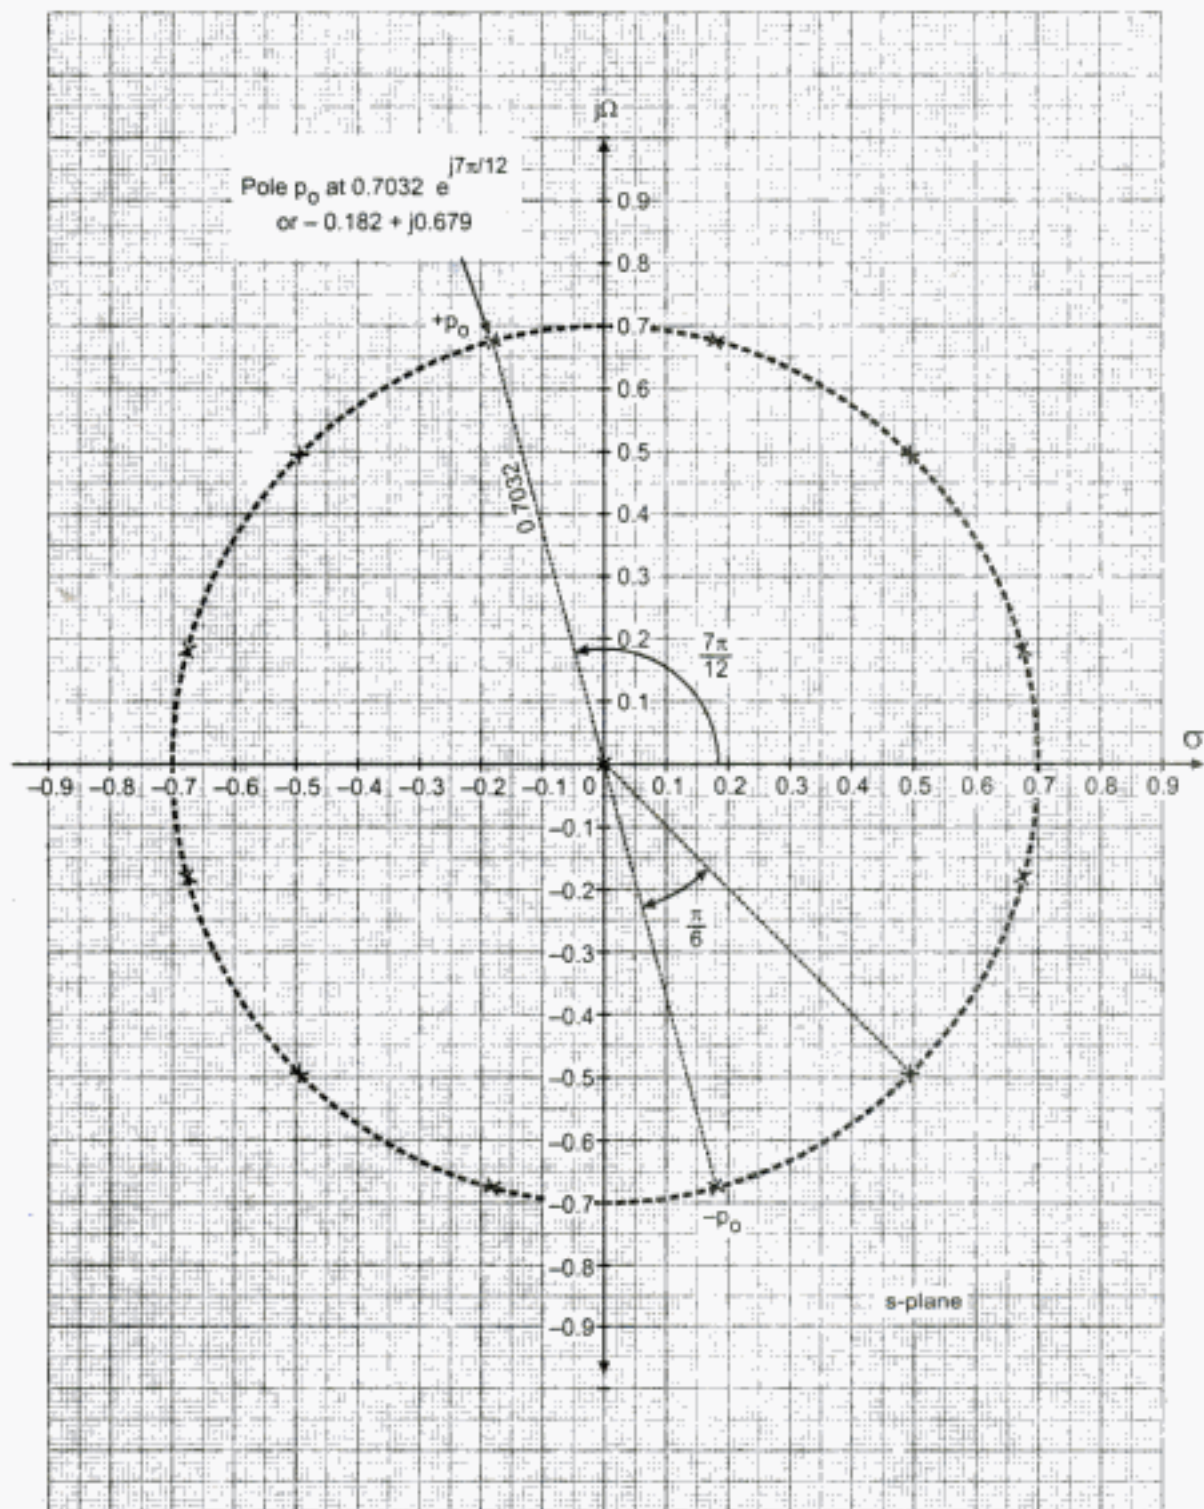 jΩ
Pole p₀ at 0.7032 e^j7π/12
or – 0.182 + j0.679
0.9
0.8
+p₀
0.7
0.6
0.5
0.4
0.7032
0.3
0.2
7π
12
0.1
σ
–0.9 –0.8 –0.7 –0.6 –0.5 –0.4 –0.3 –0.2 –0.1 0 0.1 0.2 0.3 0.4 0.5 0.6 0.7 0.8 0.9
–0.1
–0.2
π
6
–0.3
–0.4
–0.5
–0.6
–0.7
–p₀
–0.8
s-plane
–0.9